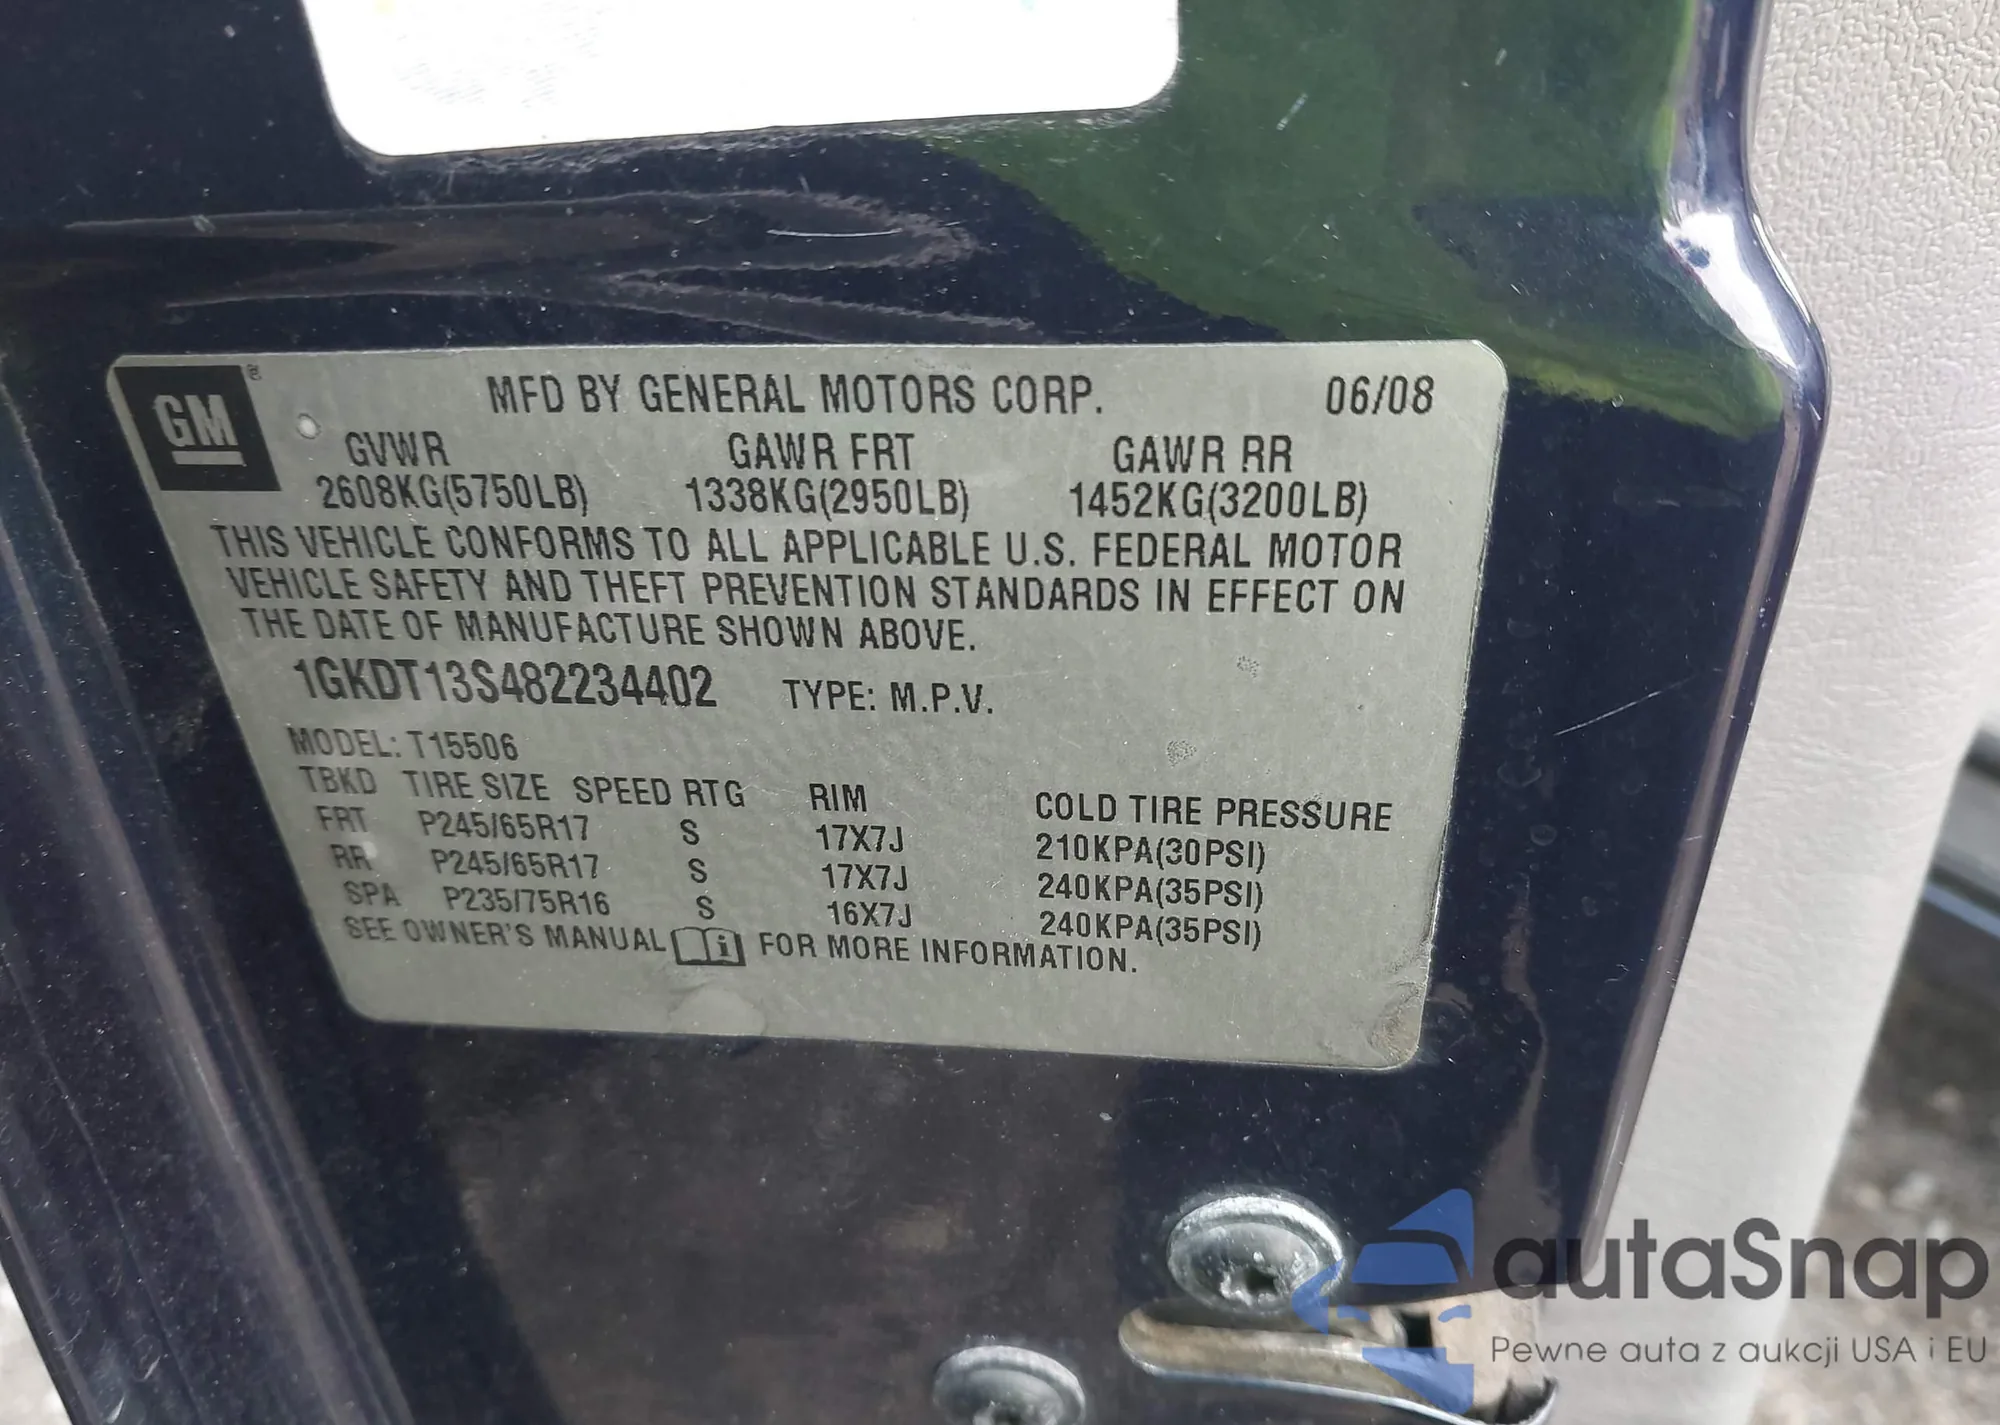 GM ®
MFD BY GENERAL MOTORS CORP. 06/08
GVWR GAWR FRT GAWR RR
2608KG(5750LB) 1338KG(2950LB) 1452KG(3200LB)
THIS VEHICLE CONFORMS TO ALL APPLICABLE U.S. FEDERAL MOTOR
VEHICLE SAFETY AND THEFT PREVENTION STANDARDS IN EFFECT ON
THE DATE OF MANUFACTURE SHOWN ABOVE.
1GKDT13S482234402 TYPE: M.P.V.
MODEL: T15506
TBKD TIRE SIZE SPEED RTG RIM COLD TIRE PRESSURE
FRT P245/65R17 S 17X7J 210KPA(30PSI)
RR P245/65R17 S 17X7J 240KPA(35PSI)
SPA P235/75R16 S 16X7J 240KPA(35PSI)
SEE OWNER'S MANUAL i FOR MORE INFORMATION.
autaSnap
Pewne auta z aukcji USA i EU